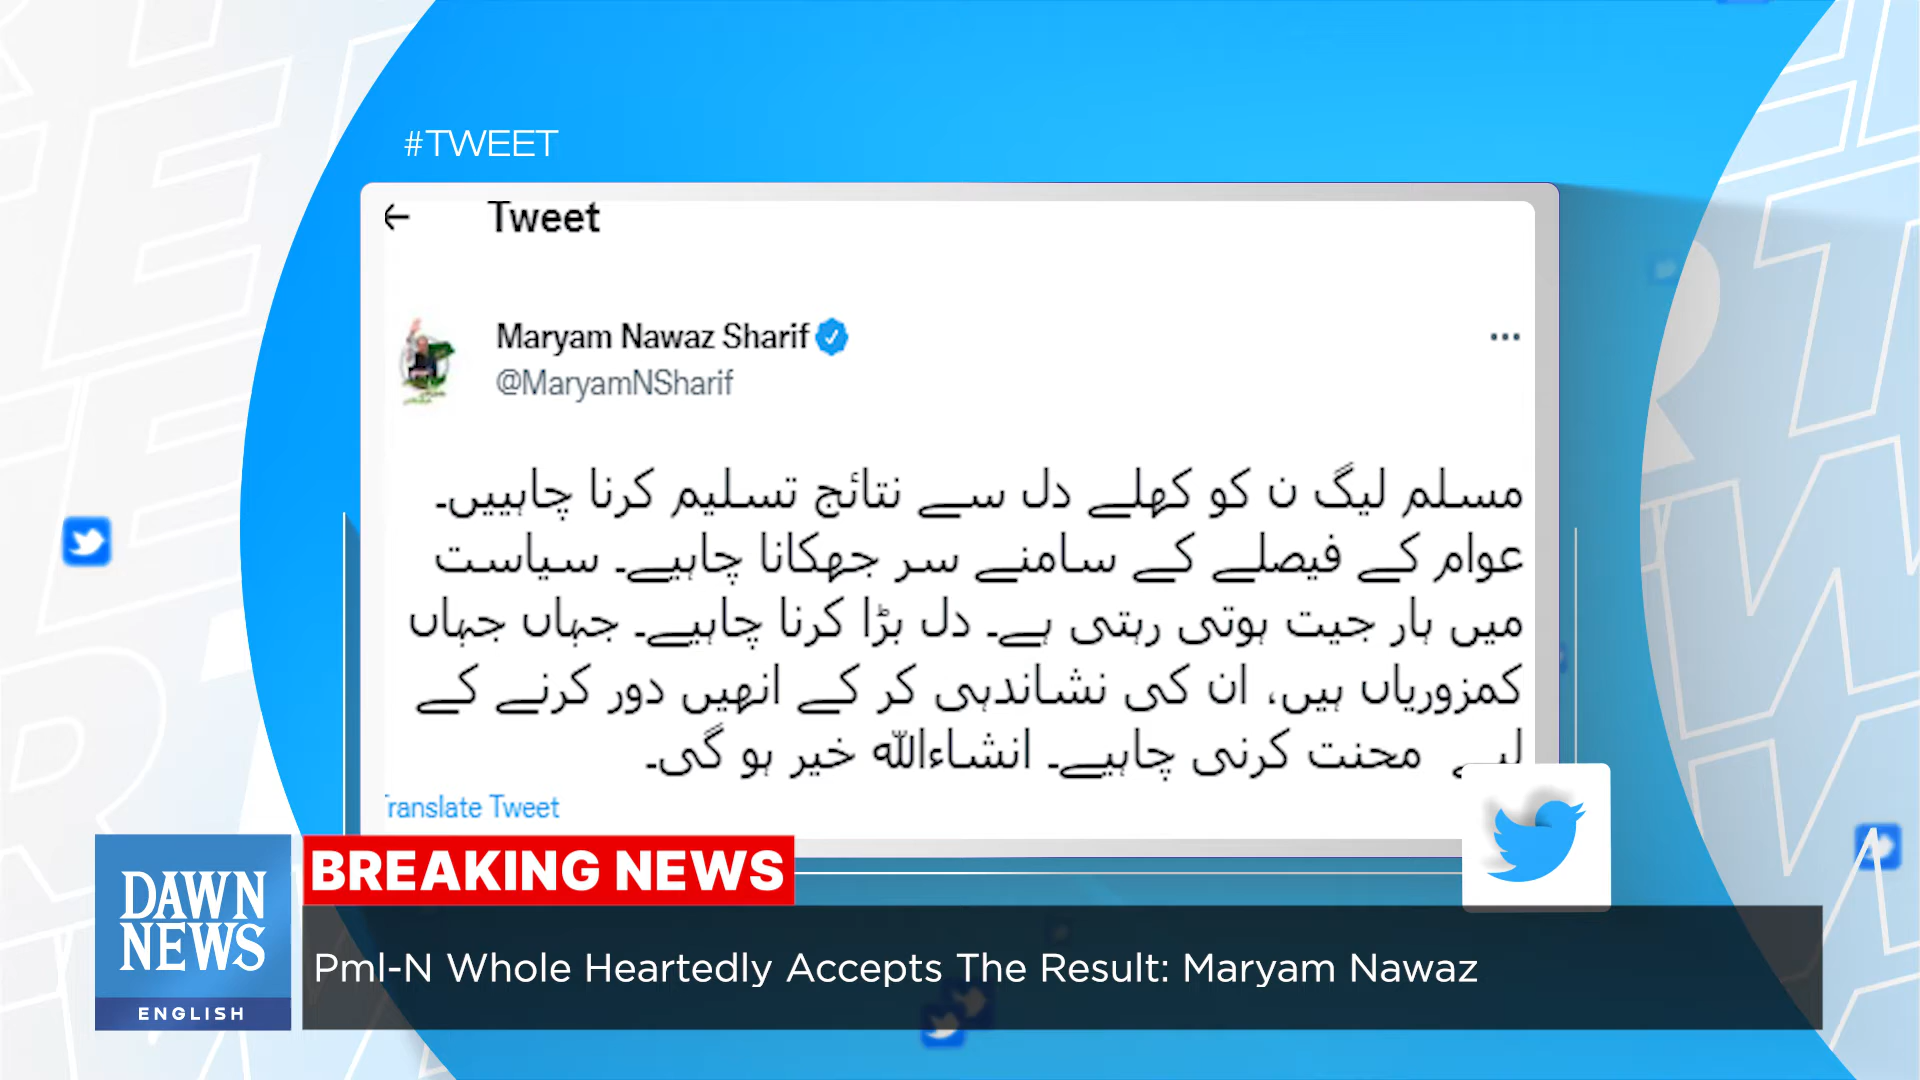 #TWEET
Tweet
Maryam Nawaz Sharif
@MaryamNSharif
مسلم لیگ ن کو کھلے دل سے نتائج تسلیم کرنا چاہییں۔
عوام کے فیصلے کے سامنے سر جھکانا چاہیے۔ سیاست
میں ہار جیت ہوتی رہتی ہے۔ دل بڑا کرنا چاہیے۔ جہاں جہاں
کمزوریاں ہیں، ان کی نشاندہی کر کے انھیں دور کرنے کے
لیے محنت کرنی چاہیے۔ انشاءاللہ خیر ہو گی۔
Translate Tweet
BREAKING NEWS
DAWN
NEWS
ENGLISH
Pml-N Whole Heartedly Accepts The Result: Maryam Nawaz